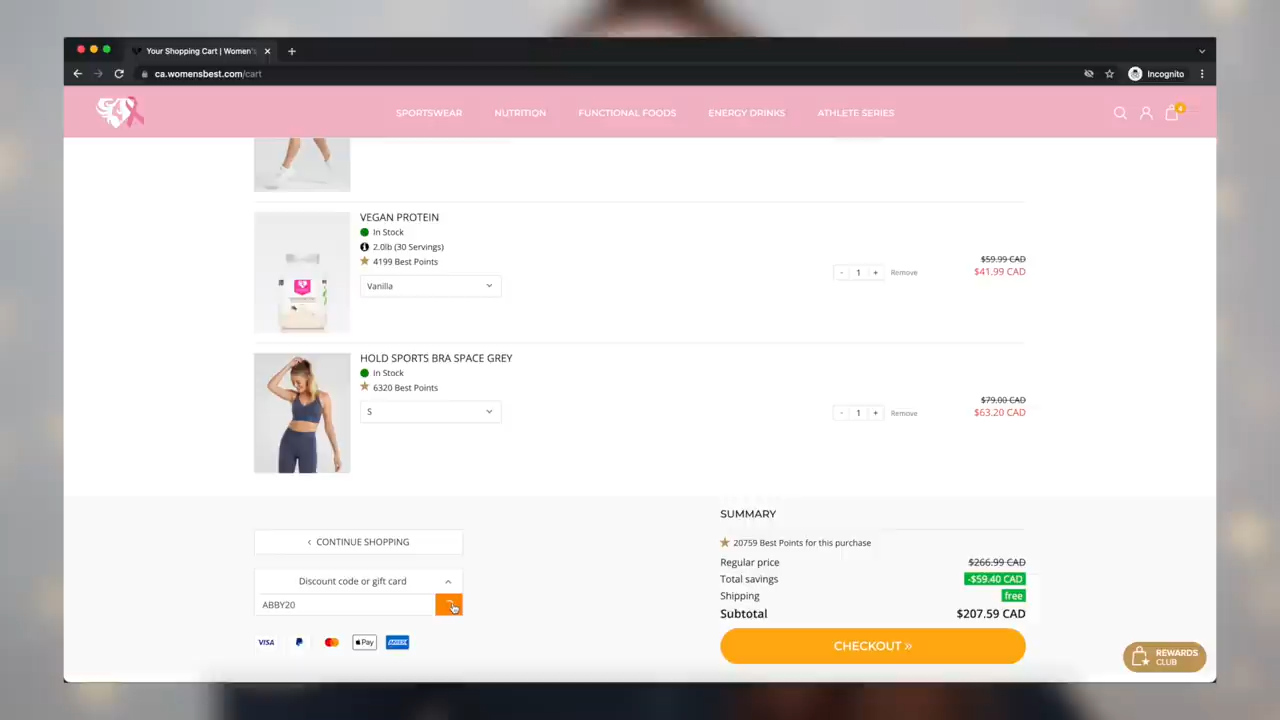 Your Shopping Cart | Women's
ca.womensbest.com/cart
Incognito
SPORTSWEAR
NUTRITION
FUNCTIONAL FOODS
ENERGY DRINKS
ATHLETE SERIES
4
VEGAN PROTEIN
In Stock
2.0lb (30 Servings)
4199 Best Points
Vanilla
- 1 + Remove
$59.99 CAD
$41.99 CAD
HOLD SPORTS BRA SPACE GREY
In Stock
6320 Best Points
S
- 1 + Remove
$79.00 CAD
$63.20 CAD
CONTINUE SHOPPING
Discount code or gift card
ABBY20
VISA
Pay
SUMMARY
20759 Best Points for this purchase
Regular price $266.99 CAD
Total savings -$59.40 CAD
Shipping free
Subtotal $207.59 CAD
CHECKOUT »
REWARDS
CLUB